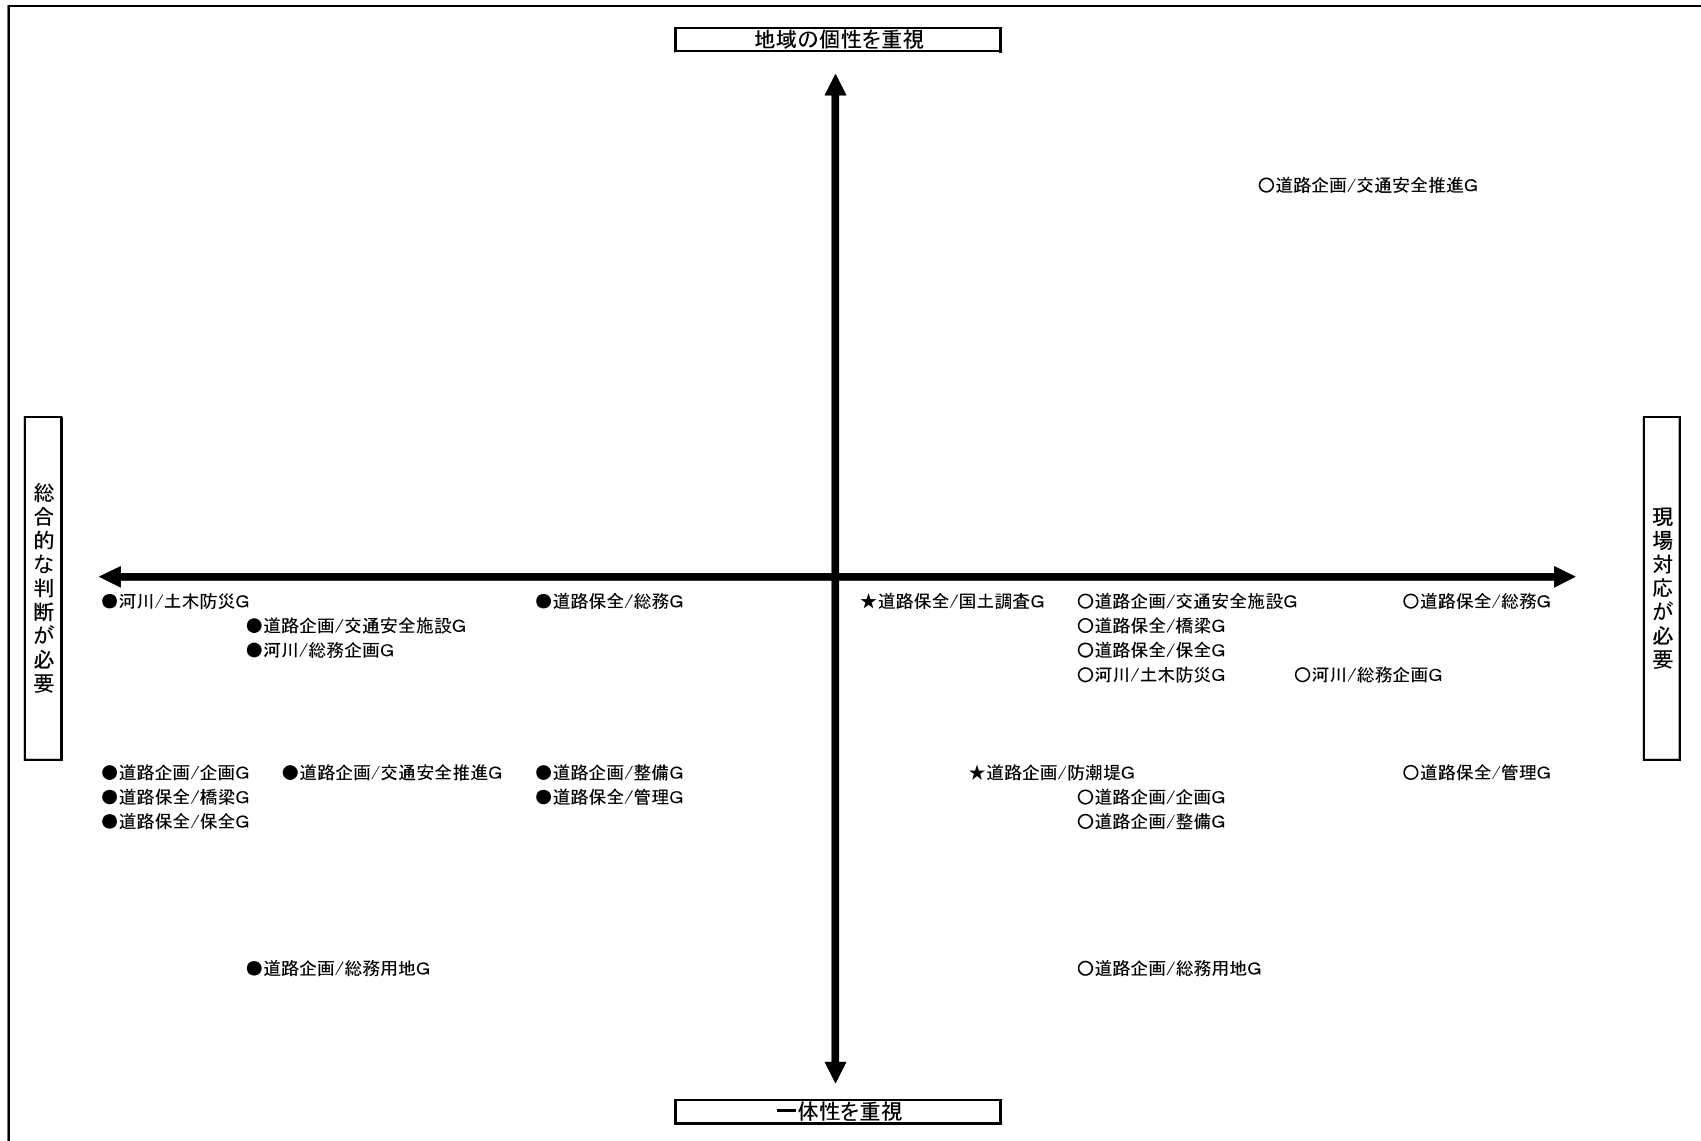 地域の個性を重視
○道路企画/交通安全推進G
総合的な判断が必要
現場対応が必要
●河川/土木防災G
●道路保全/総務G
★道路保全/国土調査G
○道路企画/交通安全施設G
○道路保全/総務G
●道路企画/交通安全施設G
○道路保全/橋梁G
●河川/総務企画G
○道路保全/保全G
○河川/土木防災G
○河川/総務企画G
●道路企画/企画G
●道路企画/交通安全推進G
●道路企画/整備G
★道路企画/防潮堤G
○道路保全/管理G
●道路保全/橋梁G
●道路保全/管理G
○道路企画/企画G
●道路保全/保全G
○道路企画/整備G
●道路企画/総務用地G
○道路企画/総務用地G
一体性を重視